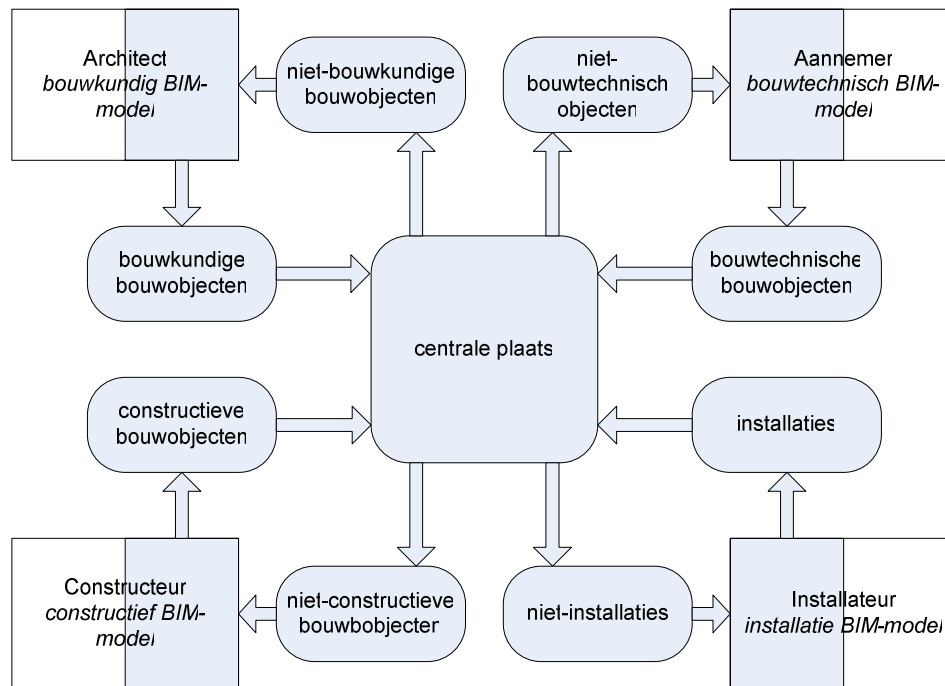 Architect
bouwkundig BIM-
model
niet-bouwkundige
bouwobjecten
niet-
bouwtechnisch
objecten
Aannemer
bouwtechnisch BIM-
model
bouwkundige
bouwobjecten
bouwtechnische
bouwobjecten
centrale plaats
constructieve
bouwobjecten
installaties
Constructeur
constructief BIM-
model
niet-constructieve
bouwbobjecter
niet-installaties
Installateur
installatie BIM-model